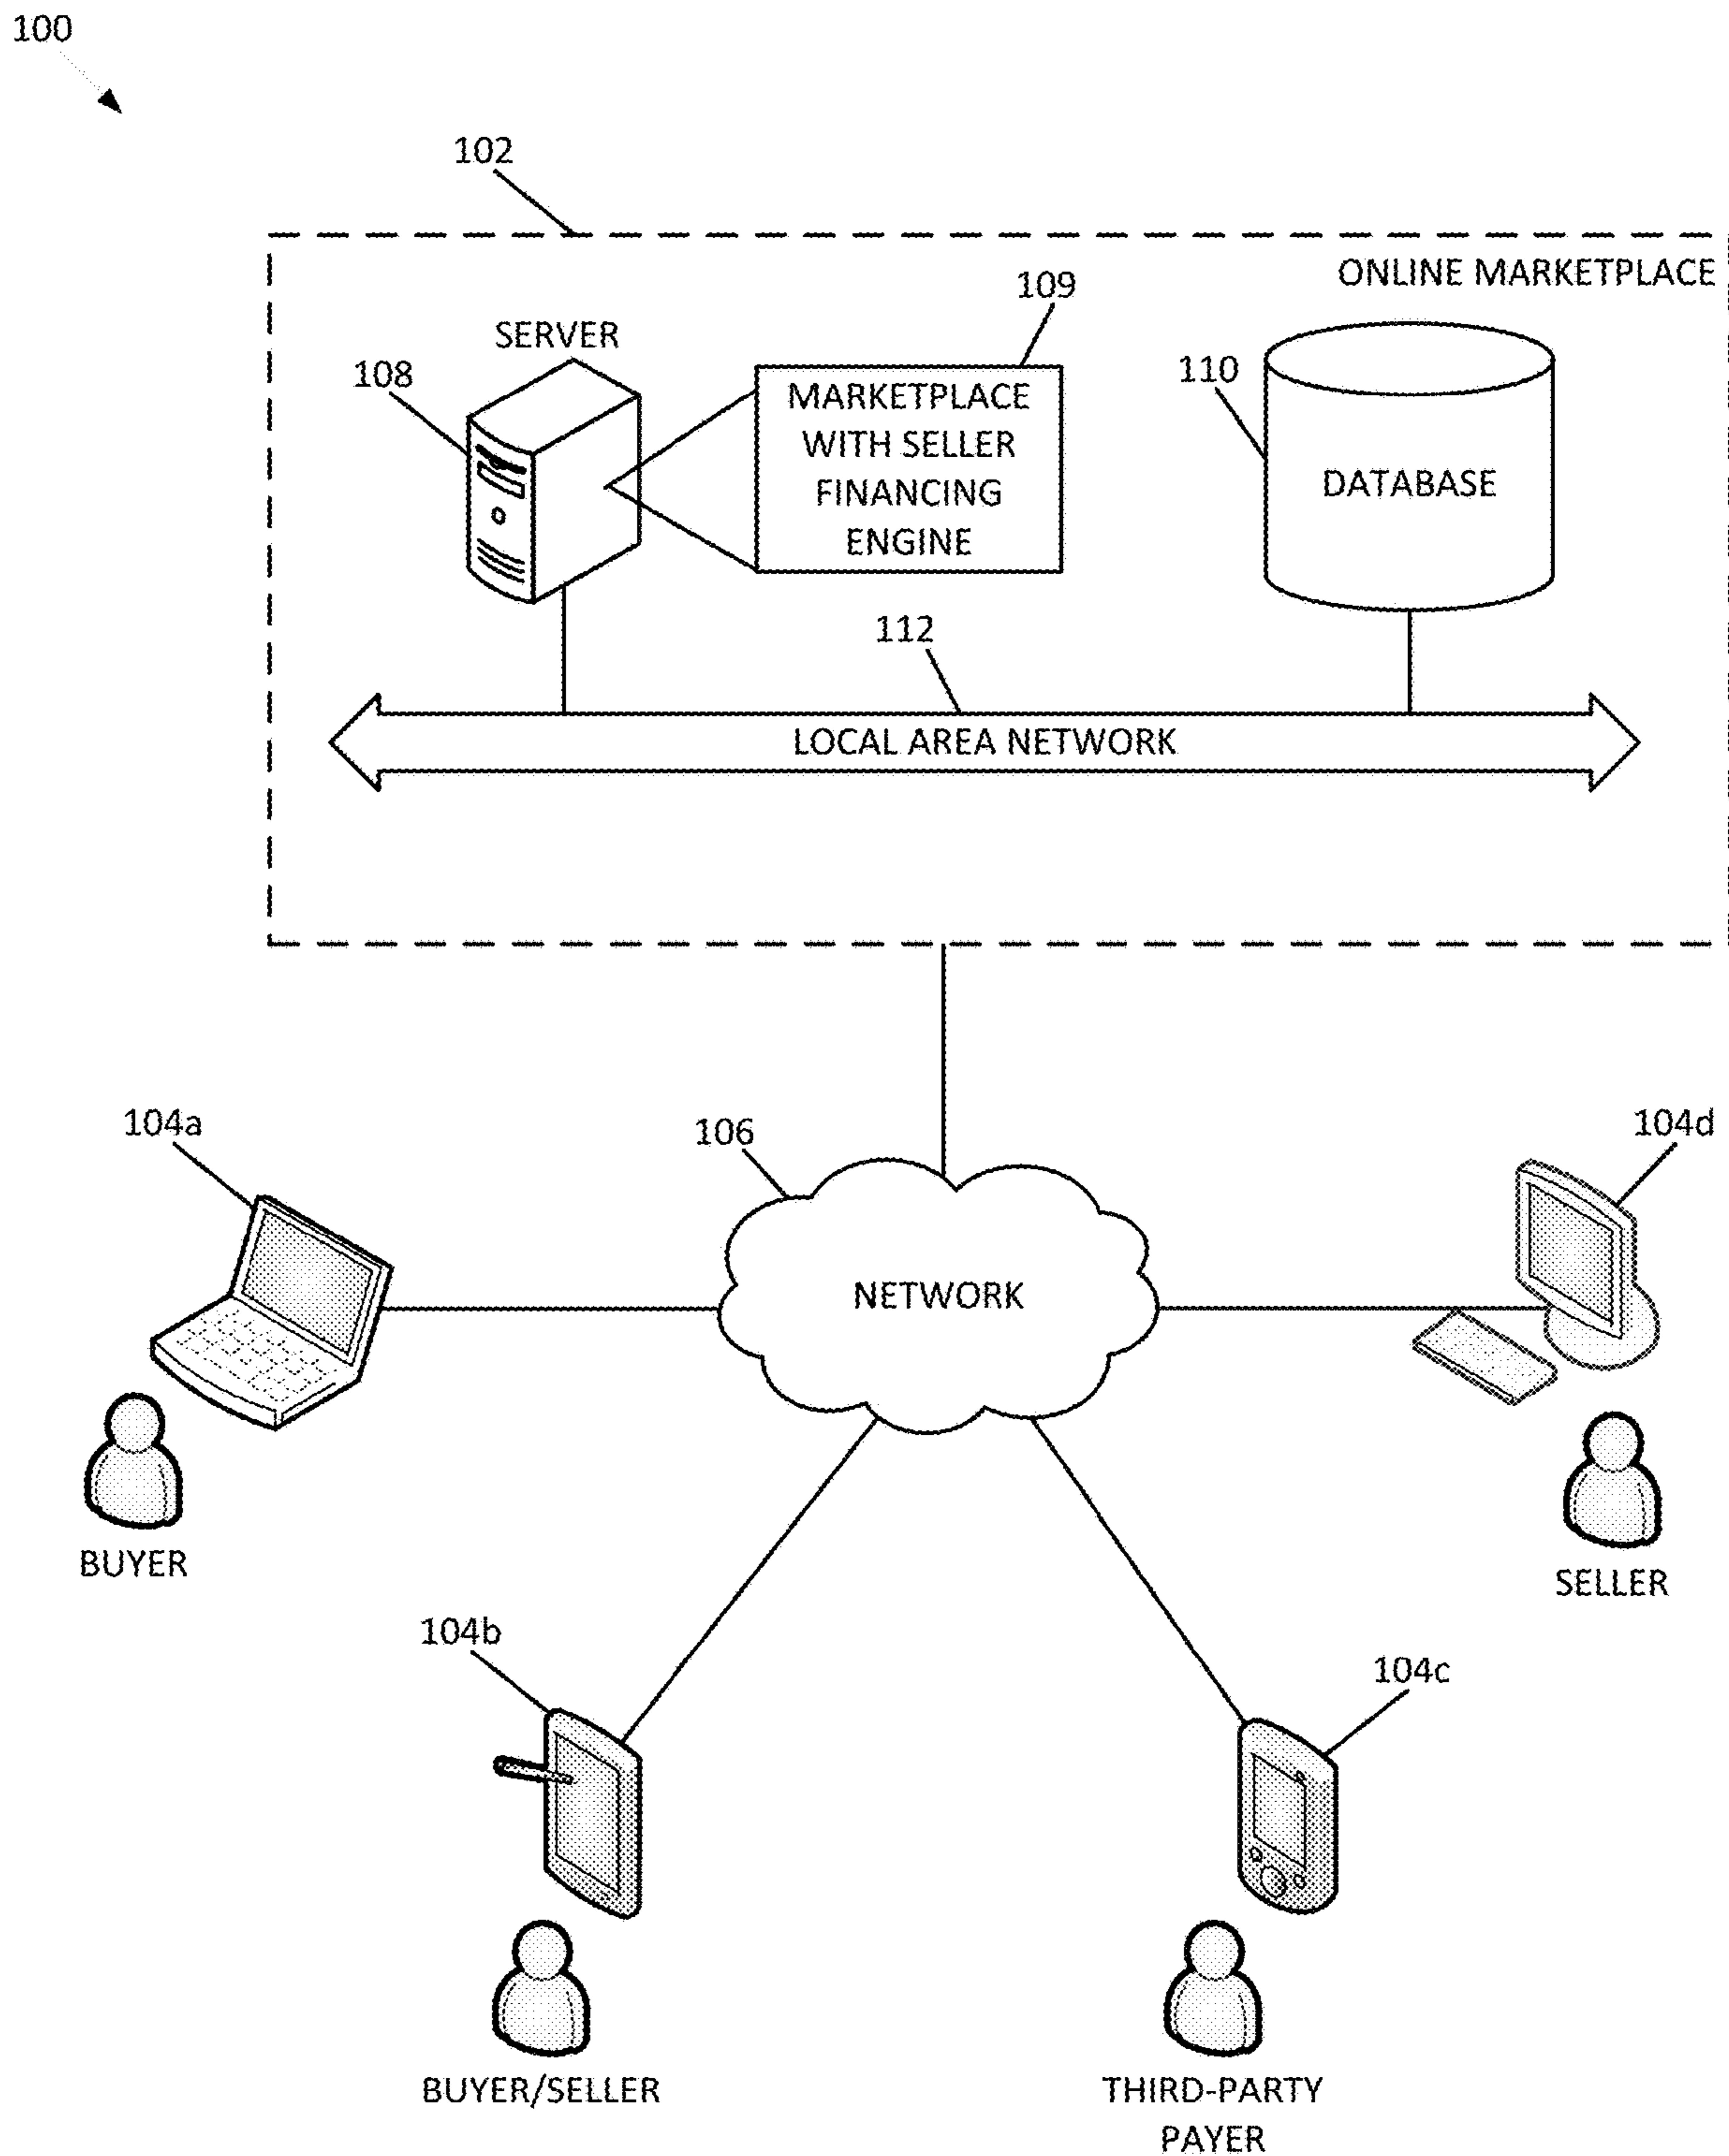 100
102
ONLINE MARKETPLACE
109
SERVER
108
MARKETPLACE
WITH SELLER
FINANCING
ENGINE
110
DATABASE
112
LOCAL AREA NETWORK
104a
106
104d
NETWORK
BUYER
SELLER
104b
104c
BUYER/SELLER
THIRD-PARTY
PAYER